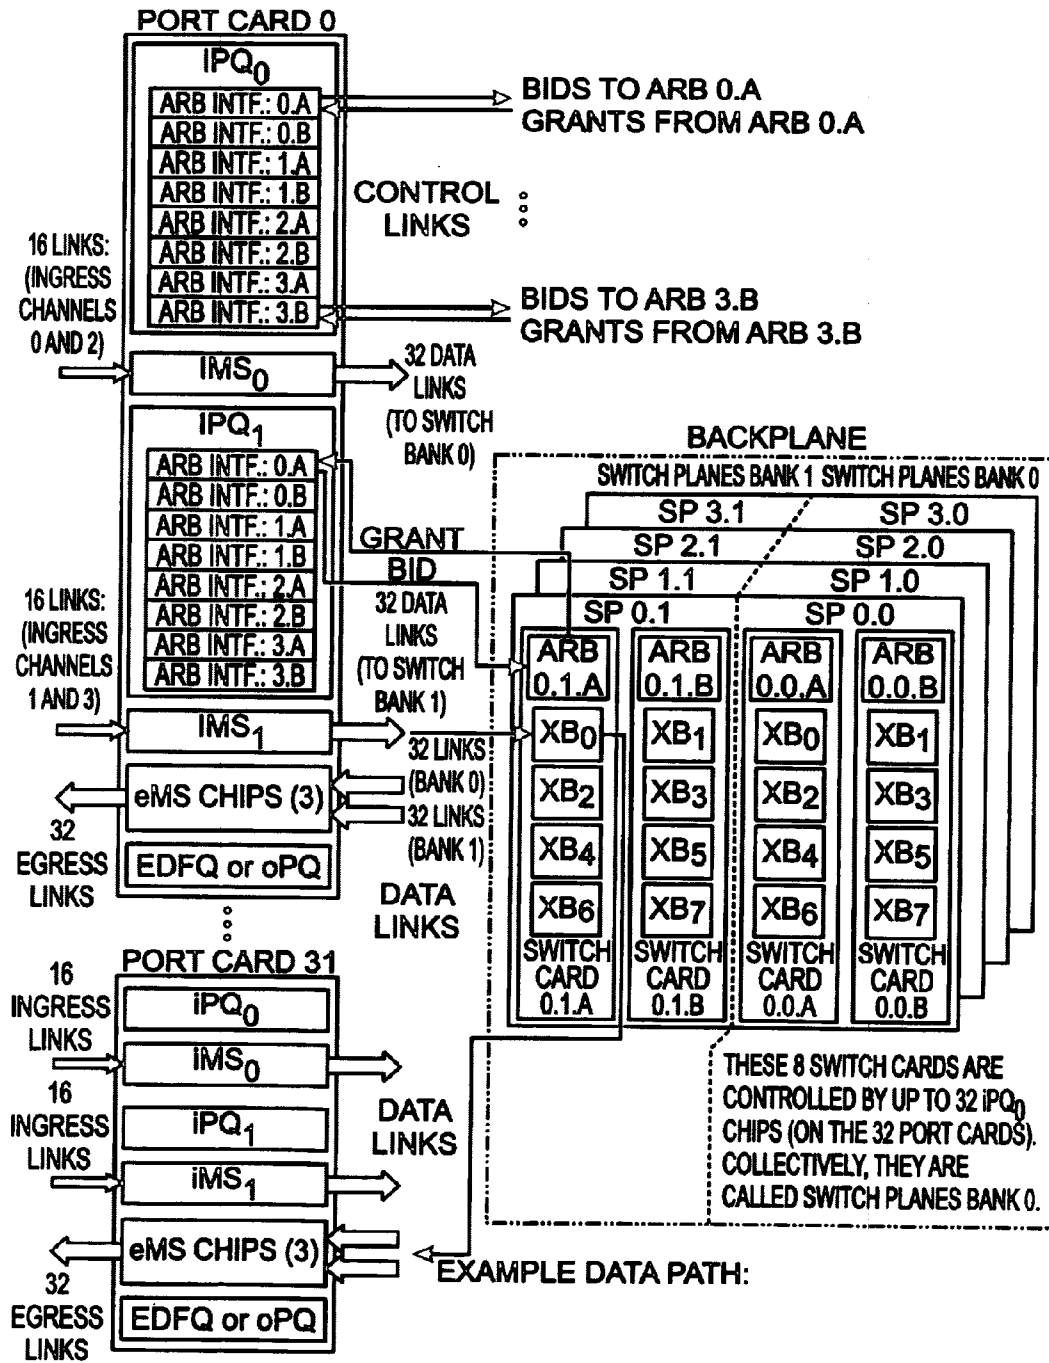 PORT CARD 0
iPQ0
ARB INTF.: 0.A
ARB INTF.: 0.B
ARB INTF.: 1.A
ARB INTF.: 1.B
ARB INTF.: 2.A
ARB INTF.: 2.B
ARB INTF.: 3.A
ARB INTF.: 3.B
BIDS TO ARB 0.A
GRANTS FROM ARB 0.A
CONTROL
LINKS
BIDS TO ARB 3.B
GRANTS FROM ARB 3.B
16 LINKS:
(INGRESS
CHANNELS
0 AND 2)
IMS0
32 DATA
LINKS
(TO SWITCH
BANK 0)
iPQ1
ARB INTF.: 0.A
ARB INTF.: 0.B
ARB INTF.: 1.A
ARB INTF.: 1.B
ARB INTF.: 2.A
ARB INTF.: 2.B
ARB INTF.: 3.A
ARB INTF.: 3.B
GRANT
BID
32 DATA
LINKS
(TO SWITCH
BANK 1)
16 LINKS:
(INGRESS
CHANNELS
1 AND 3)
IMS1
32 LINKS
(BANK 0)
32 LINKS
(BANK 1)
eMS CHIPS (3)
32
EGRESS
LINKS
EDFQ or oPQ
DATA
LINKS
BACKPLANE
SWITCH PLANES BANK 1 SWITCH PLANES BANK 0
SP 3.1 SP 3.0
SP 2.1 SP 2.0
SP 1.1 SP 1.0
SP 0.1 SP 0.0
ARB ARB ARB ARB
0.1.A 0.1.B 0.0.A 0.0.B
XB0 XB1 XB0 XB1
XB2 XB3 XB2 XB3
XB4 XB5 XB4 XB5
XB6 XB7 XB6 XB7
SWITCH SWITCH SWITCH SWITCH
CARD CARD CARD CARD
0.1.A 0.1.B 0.0.A 0.0.B
THESE 8 SWITCH CARDS ARE
CONTROLLED BY UP TO 32 iPQ0
CHIPS (ON THE 32 PORT CARDS).
COLLECTIVELY, THEY ARE
CALLED SWITCH PLANES BANK 0.
PORT CARD 31
16
INGRESS
LINKS
iPQ0
iMS0
16
INGRESS
LINKS
iPQ1
iMS1
DATA
LINKS
eMS CHIPS (3)
32
EGRESS
LINKS
EDFQ or oPQ
EXAMPLE DATA PATH: